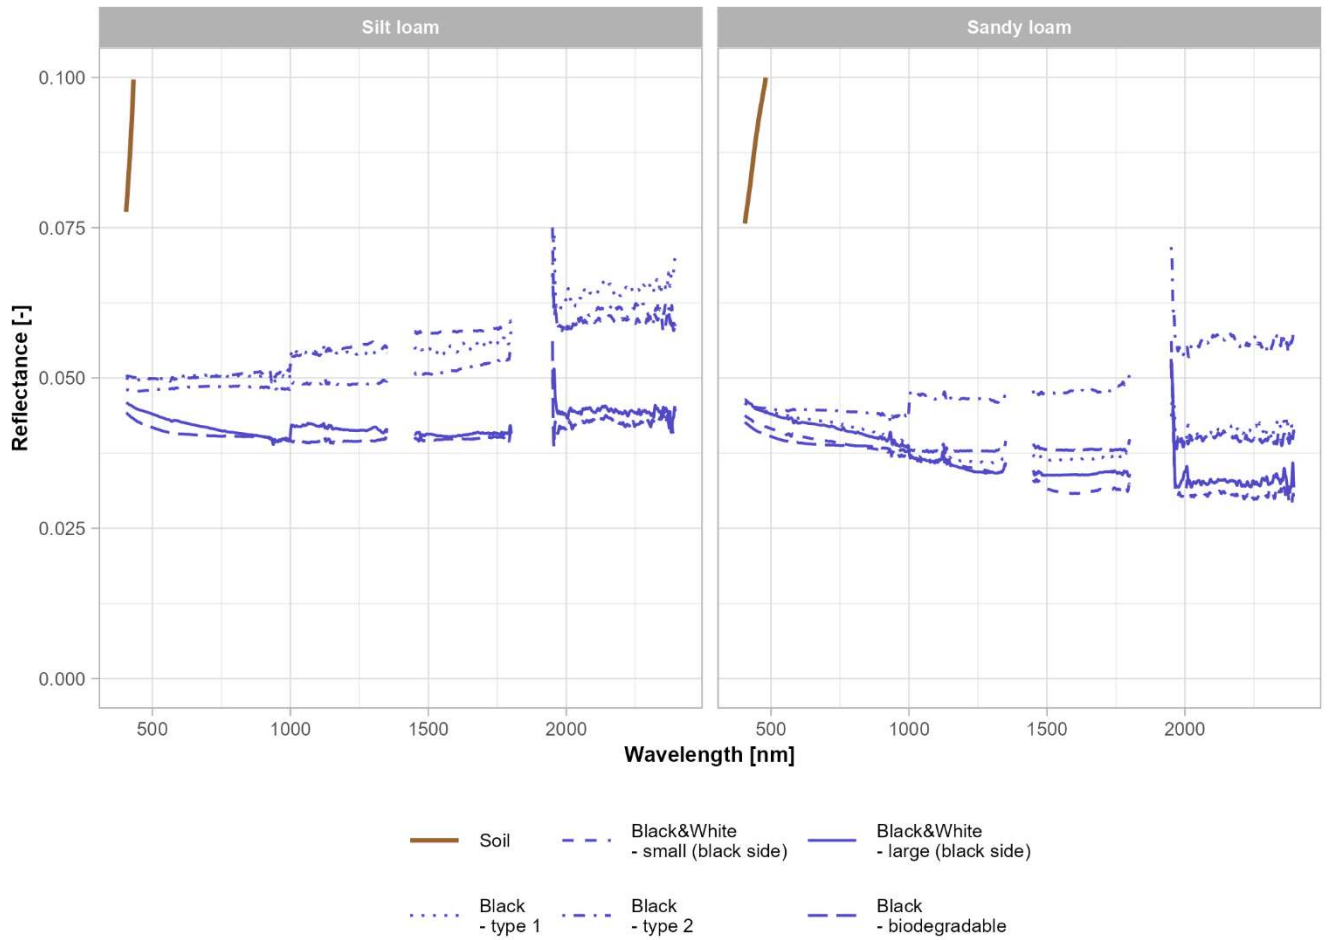 Silt loam
Sandy loam
0.100
0.075
0.050
0.025
0.000
Reflectance [-]
500
1000
1500
2000
500
1000
1500
2000
Wavelength [nm]
Soil
Black&White
- small (black side)
Black&White
- large (black side)
Black
- type 1
Black
- type 2
Black
- biodegradable